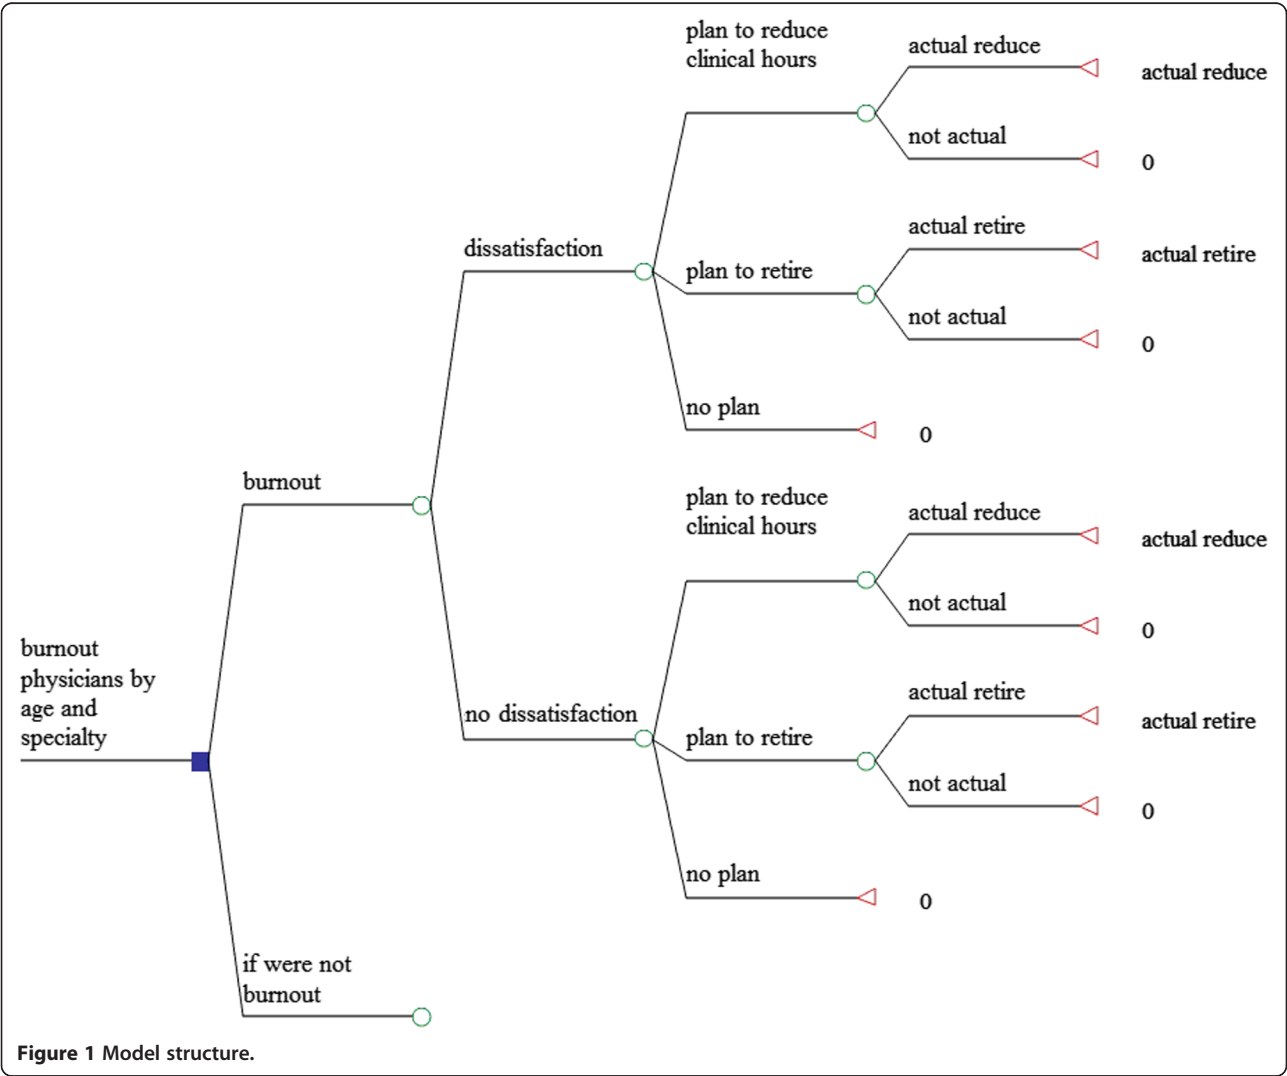 plan to reduce
clinical hours
actual reduce
actual reduce
not actual
0
actual retire
actual retire
dissatisfaction
plan to retire
not actual
0
no plan
0
burnout
plan to reduce
clinical hours
actual reduce
actual reduce
not actual
0
burnout
physicians by
age and
specialty
actual retire
actual retire
no dissatisfaction
plan to retire
not actual
0
no plan
0
if were not
burnout
Figure 1 Model structure.